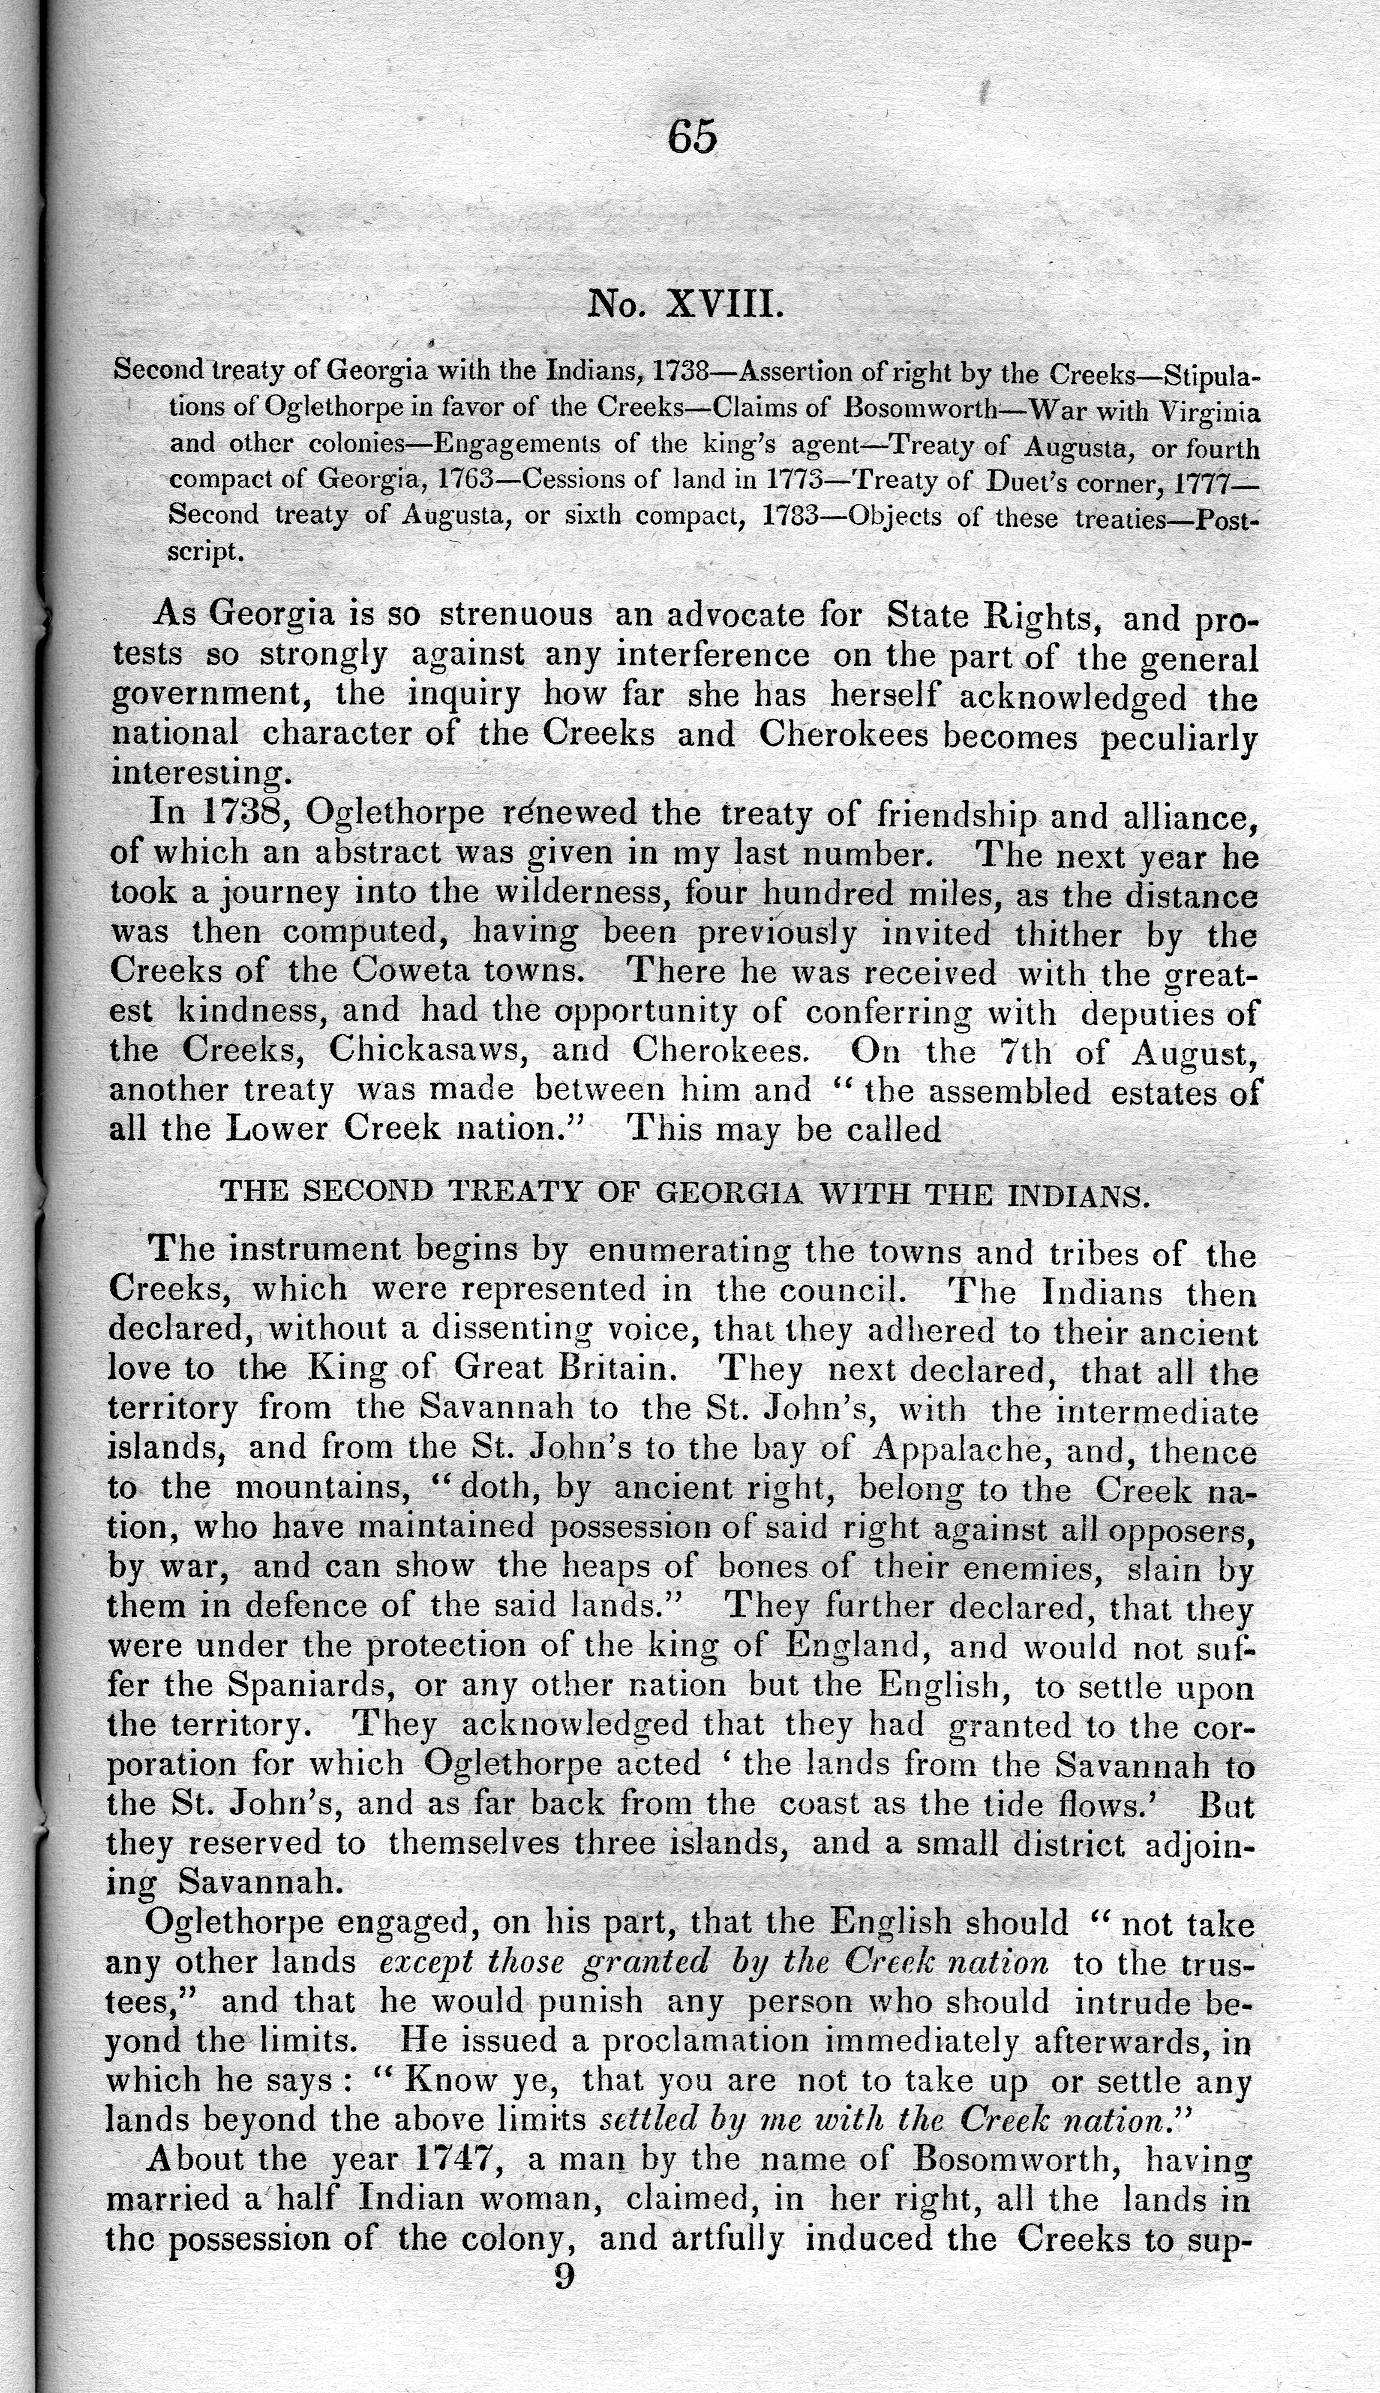 65
No. XVIII.
Second treaty of Georgia with the Indians, 1738—Assertion of right by the Creeks—Stipula-
tions of Oglethorpe in favor of the Creeks—Claims of Bosomworth—War with Virginia
and other colonies—Engagements of the king's agent—Treaty of Augusta, or fourth
compact of Georgia, 1763—Cessions of land in 1773—Treaty of Duet's corner, 1777—
Second treaty of Augusta, or sixth compact, 1783—Objects of these treaties—Post-
script.
As Georgia is so strenuous an advocate for State Rights, and pro-
tests so strongly against any interference on the part of the general
government, the inquiry how far she has herself acknowledged the
national character of the Creeks and Cherokees becomes peculiarly
interesting.
In 1738, Oglethorpe renewed the treaty of friendship and alliance,
of which an abstract was given in my last number. The next year he
took a journey into the wilderness, four hundred miles, as the distance
was then computed, having been previously invited thither by the
Creeks of the Coweta towns. There he was received with the great-
est kindness, and had the opportunity of conferring with deputies of
the Creeks, Chickasaws, and Cherokees. On the 7th of August,
another treaty was made between him and " the assembled estates of
all the Lower Creek nation." This may be called
THE SECOND TREATY OF GEORGIA WITH THE INDIANS.
The instrument begins by enumerating the towns and tribes of the
Creeks, which were represented in the council. The Indians then
declared, without a dissenting voice, that they adhered to their ancient
love to the King of Great Britain. They next declared, that all the
territory from the Savannah to the St. John's, with the intermediate
islands, and from the St. John's to the bay of Appalache, and, thence
to the mountains, " doth, by ancient right, belong to the Creek na-
tion, who have maintained possession of said right against all opposers,
by war, and can show the heaps of bones of their enemies, slain by
them in defence of the said lands." They further declared, that they
were under the protection of the king of England, and would not suf-
fer the Spaniards, or any other nation but the English, to settle upon
the territory. They acknowledged that they had granted to the cor-
poration for which Oglethorpe acted ' the lands from the Savannah to
the St. John's, and as far back from the coast as the tide flows.' But
they reserved to themselves three islands, and a small district adjoin-
ing Savannah.
Oglethorpe engaged, on his part, that the English should " not take
any other lands except those granted by the Creek nation to the trus-
tees," and that he would punish any person who should intrude be-
yond the limits. He issued a proclamation immediately afterwards, in
which he says : " Know ye, that you are not to take up or settle any
lands beyond the above limits settled by me with the Creek nation."
About the year 1747, a man by the name of Bosomworth, having
married a half Indian woman, claimed, in her right, all the lands in
the possession of the colony, and artfully induced the Creeks to sup-
9